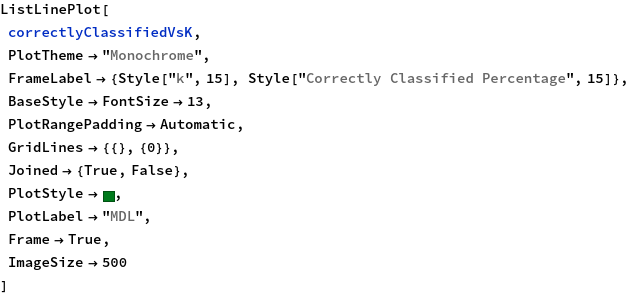 ListLinePlot[
correctlyClassifiedVsK,
PlotTheme → "Monochrome",
FrameLabel → {Style["k", 15], Style["Correctly Classified Percentage", 15]},
BaseStyle → FontSize → 13,
PlotRangePadding → Automatic,
GridLines → {{}, {0}},
Joined → {True, False},
PlotStyle → ,
PlotLabel → "MDL",
Frame → True,
ImageSize → 500
]